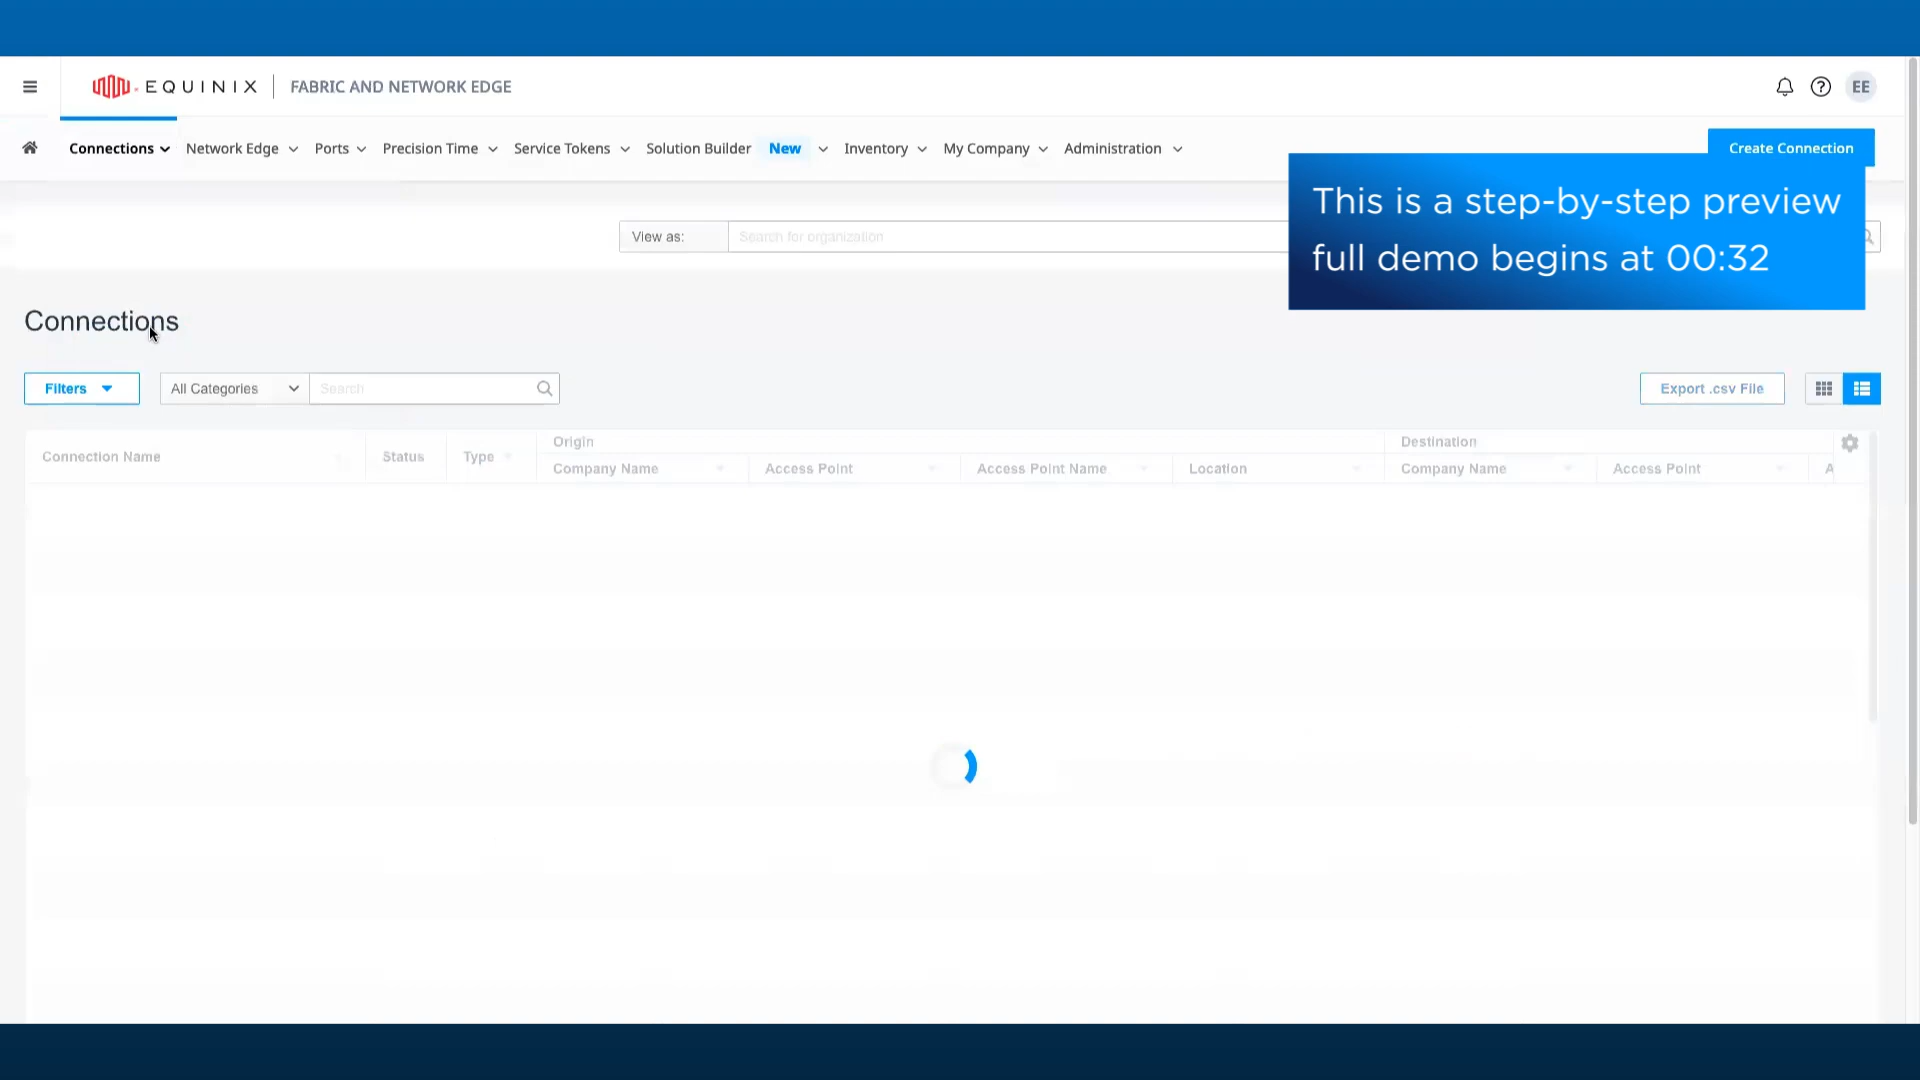 EQUINIX FABRIC AND NETWORK EDGE EE
Connections Network Edge Ports Precision Time Service Tokens Solution Builder New Inventory My Company Administration Create Connection
This is a step-by-step preview
full demo begins at 00:32
View as: Search for organization
Connections
Filters All Categories Search Export .csv File
Origin Destination
Connection Name Status Type
Company Name Access Point Access Point Name Location Company Name Access Point A